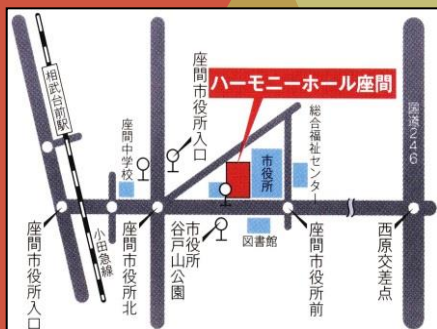 相武台前駅
座間中学校
座間市役所入口
ハーモニーホール座間
市役所
総合福祉センター
国道246
座間市役所入口
小田急線
座間市役所北
谷戸山公園
市役所
図書館
座間市役所前
西原交差点